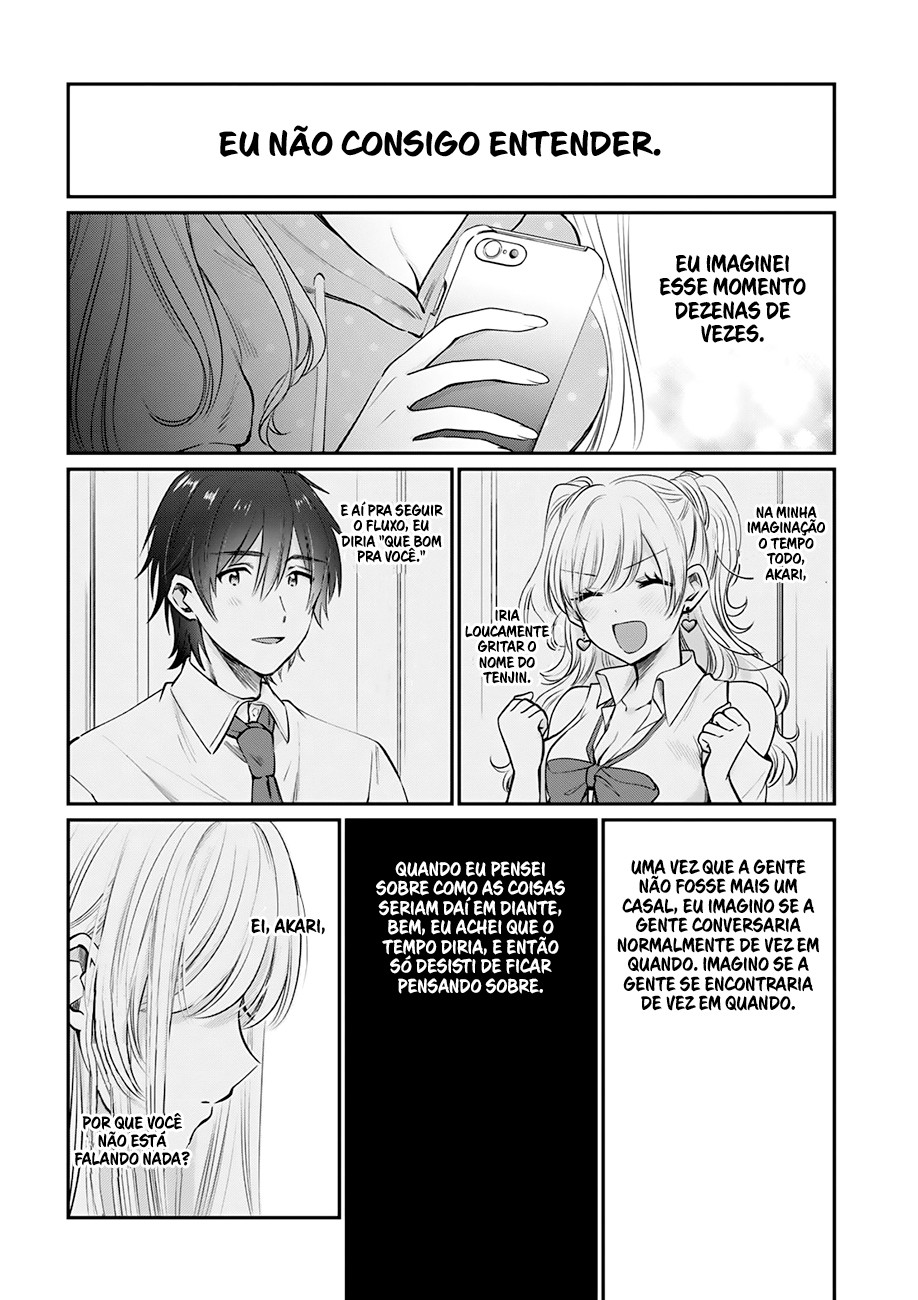 EU NÃO CONSIGO ENTENDER.
EU IMAGINEI
ESSE MOMENTO
DEZENAS DE
VEZES.
NA MINHA
IMAGINAÇÃO
O TEMPO
TODO,
AKARI,
IRIA
LOUCAMENTE
GRITAR O
NOME DO
TENJIN.
E AÍ PRA SEGUIR
O FLUXO, EU
DIRIA "QUE BOM
PRA VOCÊ."
UMA VEZ QUE A GENTE
NÃO FOSSE MAIS UM
CASAL, EU IMAGINO SE A
GENTE CONVERSARIA
NORMALMENTE DE VEZ EM
QUANDO. IMAGINO SE A
GENTE SE ENCONTRARIA
DE VEZ EM QUANDO.
QUANDO EU PENSEI
SOBRE COMO AS COISAS
SERIAM DAÍ EM DIANTE,
BEM, EU ACHEI QUE O
TEMPO DIRIA, E ENTÃO
SÓ DESISTI DE FICAR
PENSANDO SOBRE.
EI, AKARI,
POR QUE VOCÊ
NÃO ESTÁ
FALANDO NADA?